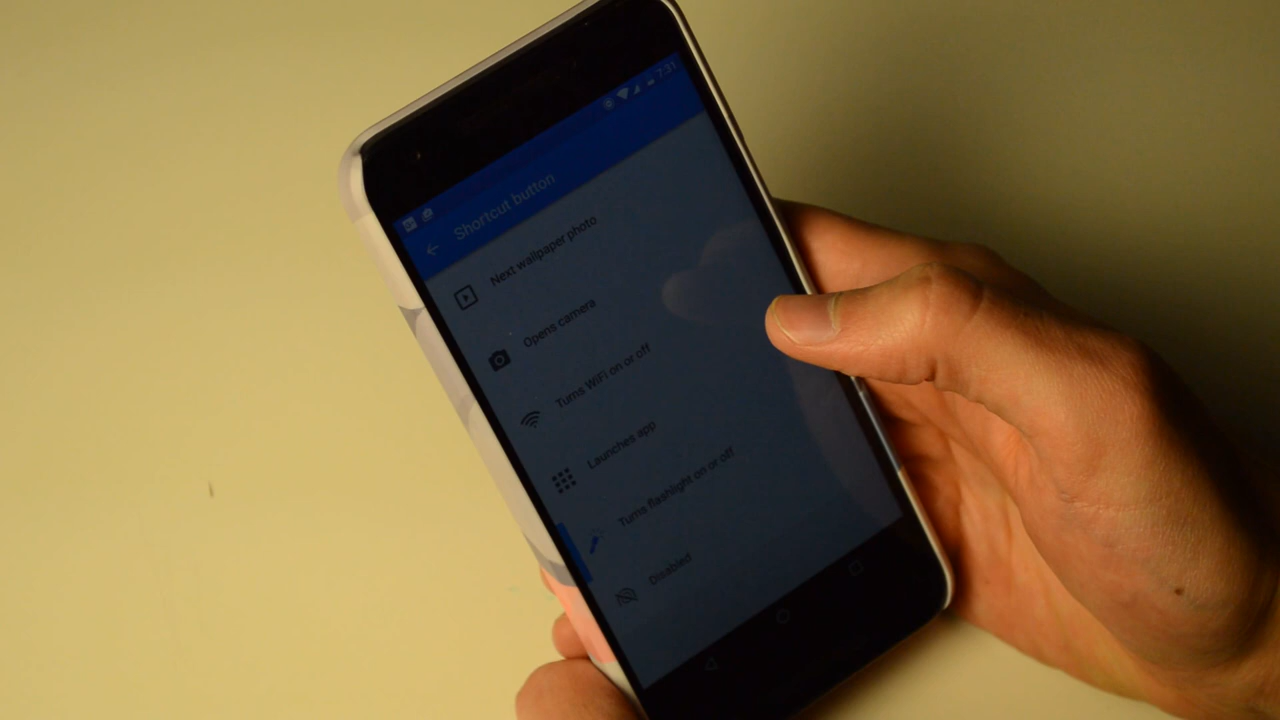 7:31
Shortcut button
Next wallpaper photo
Opens camera
Turns WiFi on or off
Launches app
Turns flashlight on or off
Disabled